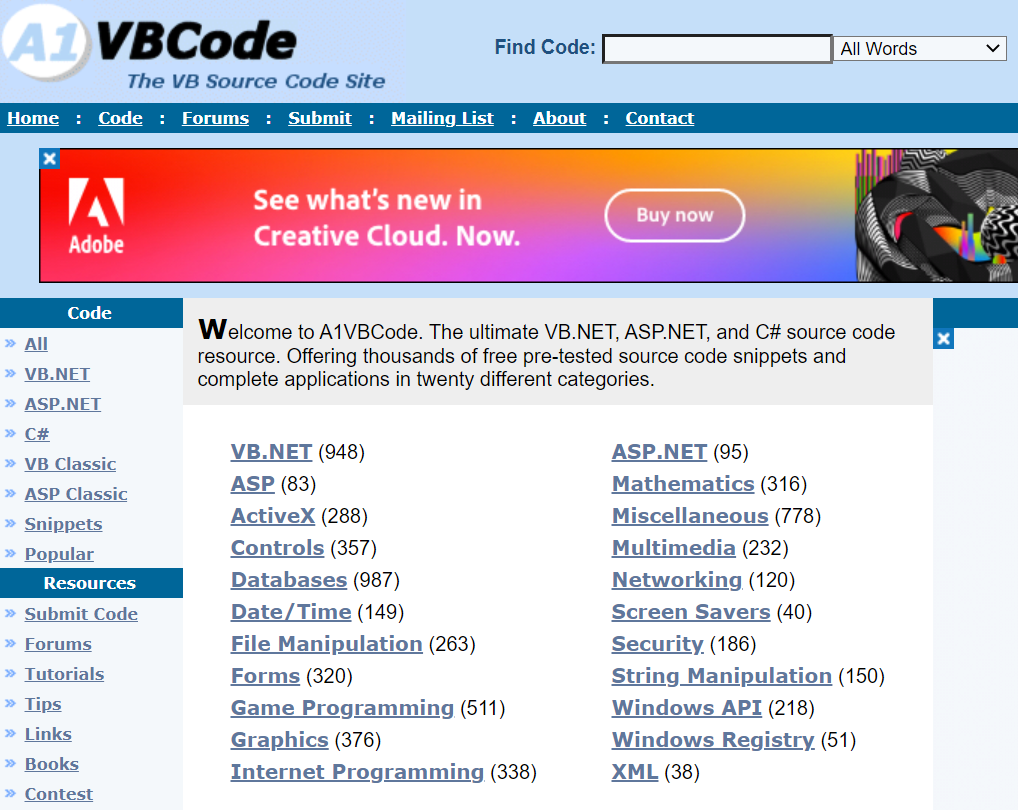 A1 VBCode
The VB Source Code Site
Find Code:
All Words
Home : Code : Forums : Submit : Mailing List : About : Contact
Adobe
See what's new in
Creative Cloud. Now.
Buy now
Code
» All
» VB.NET
» ASP.NET
» C#
» VB Classic
» ASP Classic
» Snippets
» Popular
Resources
» Submit Code
» Forums
» Tutorials
» Tips
» Links
» Books
» Contest
Welcome to A1VBCode. The ultimate VB.NET, ASP.NET, and C# source code
resource. Offering thousands of free pre-tested source code snippets and
complete applications in twenty different categories.
VB.NET (948)
ASP (83)
ActiveX (288)
Controls (357)
Databases (987)
Date/Time (149)
File Manipulation (263)
Forms (320)
Game Programming (511)
Graphics (376)
Internet Programming (338)
ASP.NET (95)
Mathematics (316)
Miscellaneous (778)
Multimedia (232)
Networking (120)
Screen Savers (40)
Security (186)
String Manipulation (150)
Windows API (218)
Windows Registry (51)
XML (38)